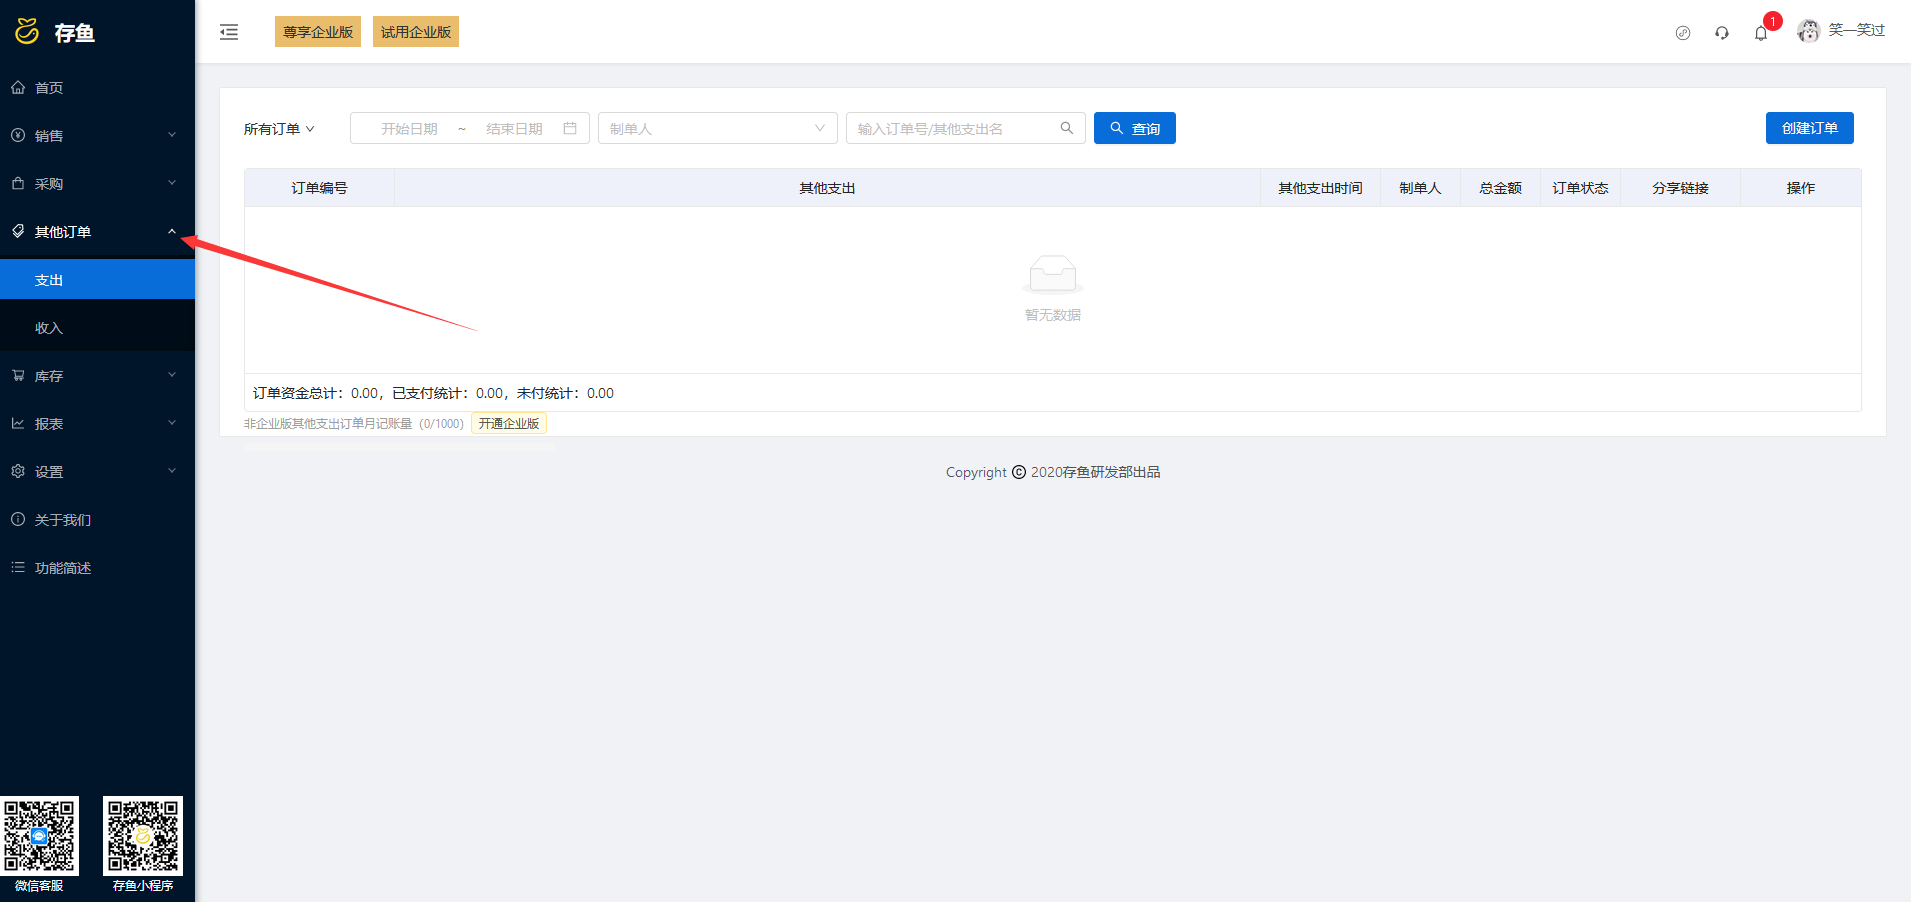 存鱼
尊享企业版 试用企业版
1
笑一笑过
首页
销售
采购
其他订单
支出
收入
库存
报表
设置
关于我们
功能简述
微信客服
存鱼小程序
所有订单 开始日期 ~ 结束日期 制单人 输入订单号/其他支出名 查询 创建订单
订单编号 其他支出 其他支出时间 制单人 总金额 订单状态 分享链接 操作
暂无数据
订单资金总计：0.00，已支付统计：0.00，未付统计：0.00
非企业版其他支出订单月记账量（0/1000） 开通企业版
Copyright © 2020存鱼研发部出品